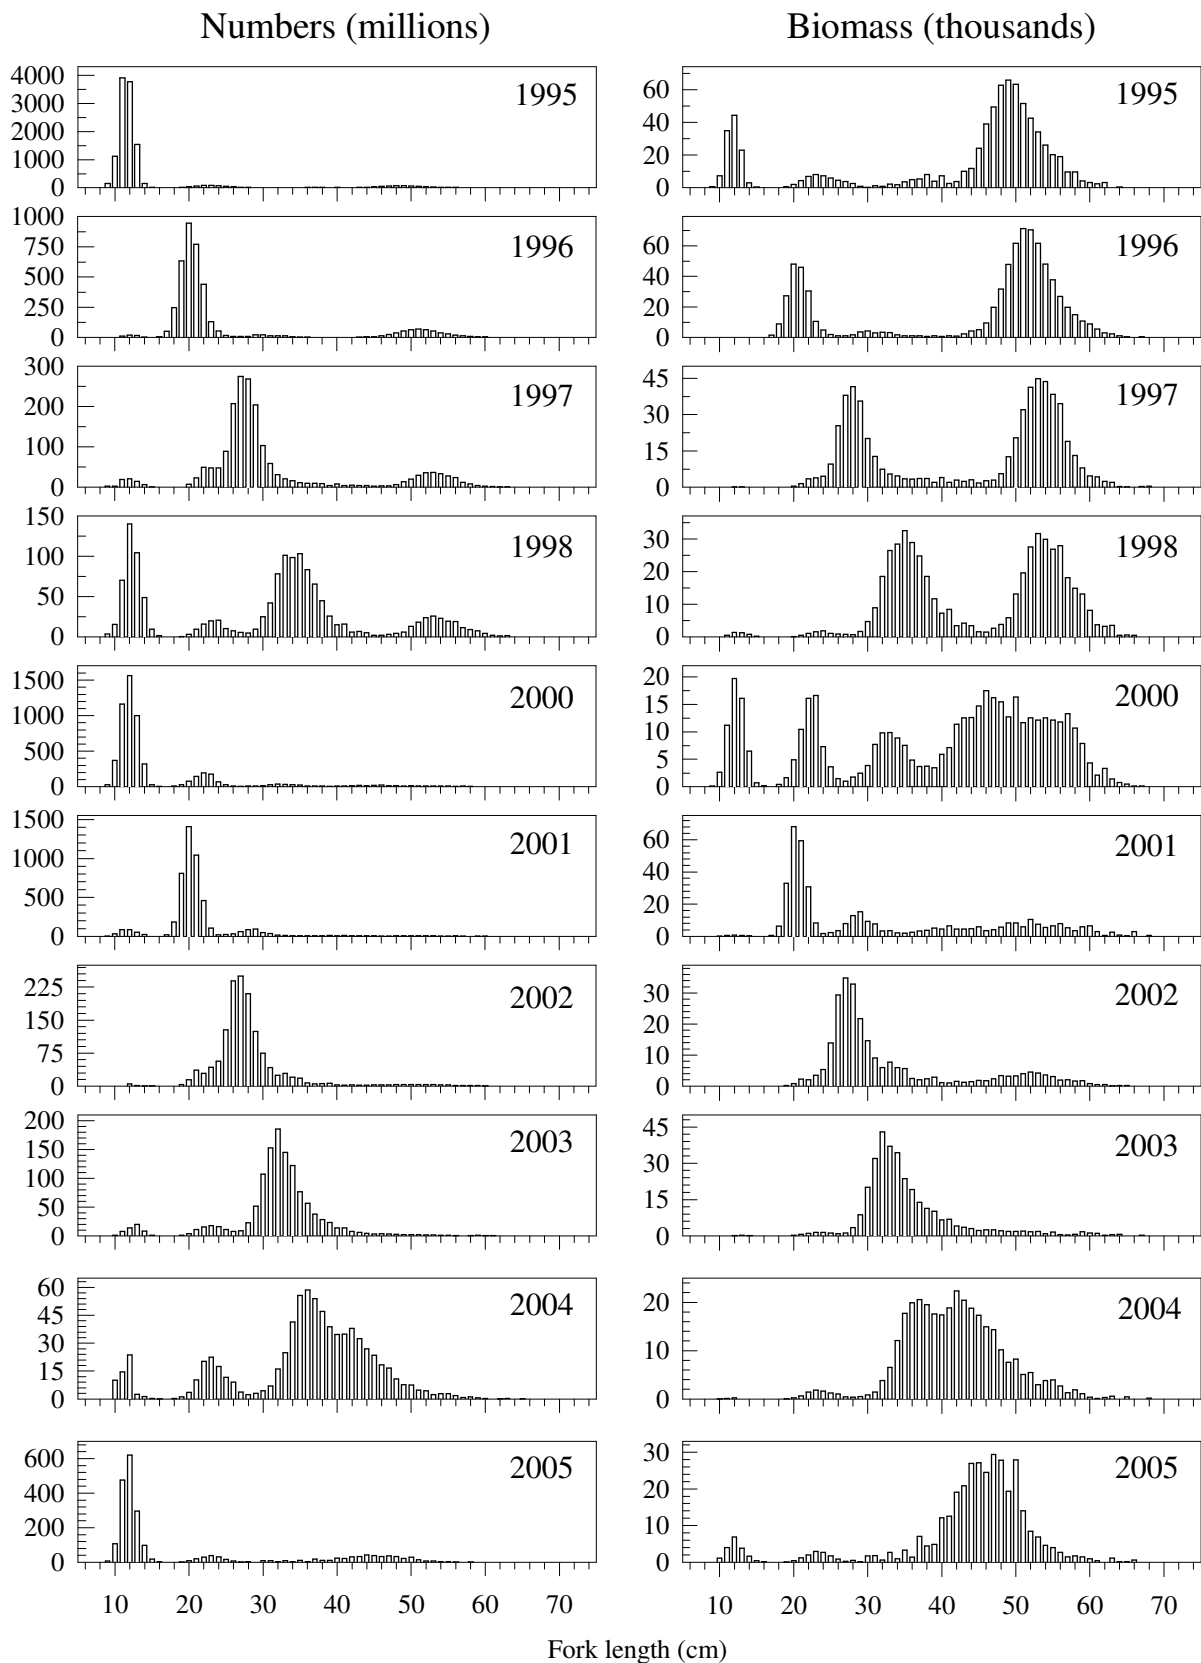 Numbers (millions) Biomass (thousands)
4000 3000 2000 1000 0 1995
60 40 20 0 1995
1000 750 500 250 0 1996
60 40 20 0 1996
300 200 100 0 1997
45 30 15 0 1997
150 100 50 0 1998
30 20 10 0 1998
1500 1000 500 0 2000
20 15 10 5 0 2000
1500 1000 500 0 2001
60 40 20 0 2001
225 150 75 0 2002
30 20 10 0 2002
200 150 100 50 0 2003
45 30 15 0 2003
60 45 30 15 0 2004
20 10 0 2004
600 400 200 0 2005
30 20 10 0 2005
10 20 30 40 50 60 70 10 20 30 40 50 60 70
Fork length (cm)